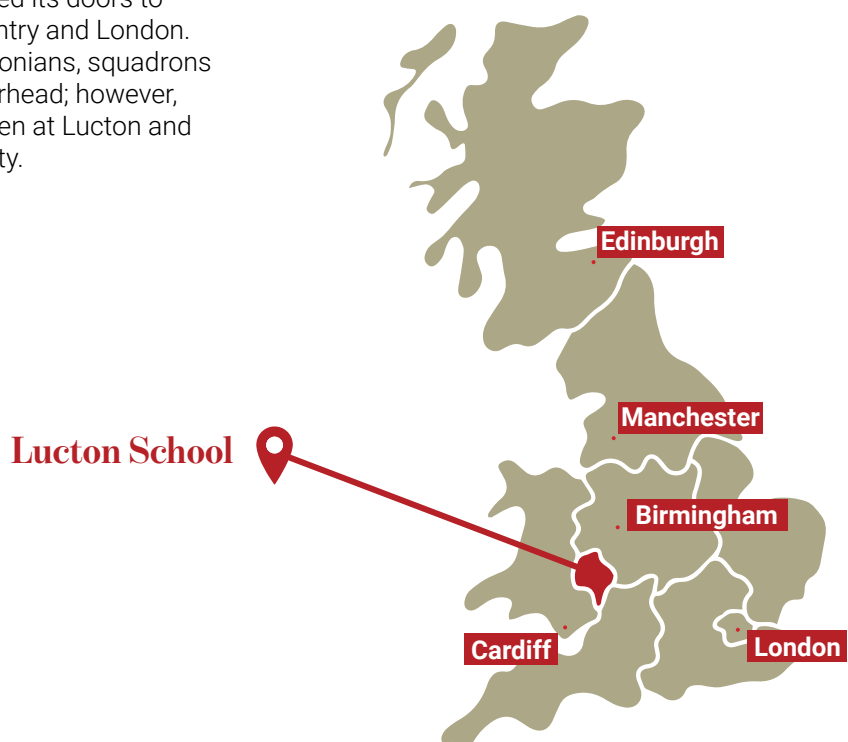 ed its doors to
ntry and London.
onians, squadrons
rhead; however,
en at Lucton and
ty.
Edinburgh
Manchester
Lucton School
Birmingham
Cardiff
London